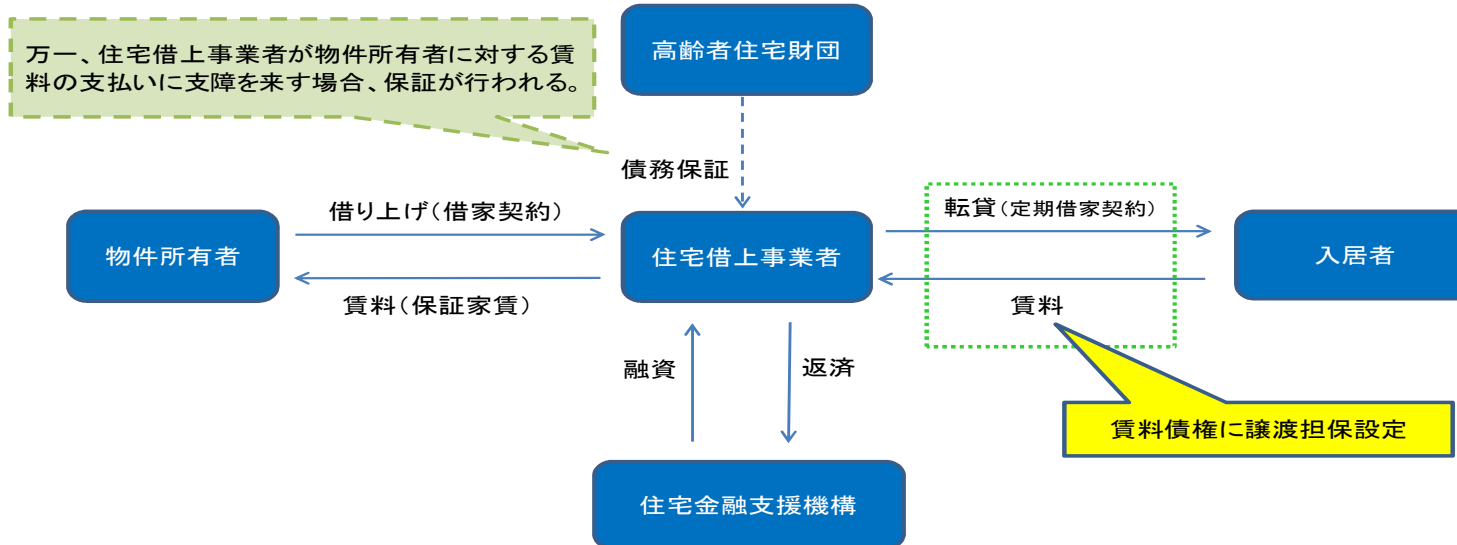 高齢者住宅財団
万一、住宅借上事業者が物件所有者に対する賃
料の支払いに支障を来す場合、保証が行われる。
債務保証
借り上げ（借家契約）
転貸（定期借家契約）
物件所有者
住宅借上事業者
入居者
賃料（保証家賃）
賃料
融資
返済
賃料債権に譲渡担保設定
住宅金融支援機構